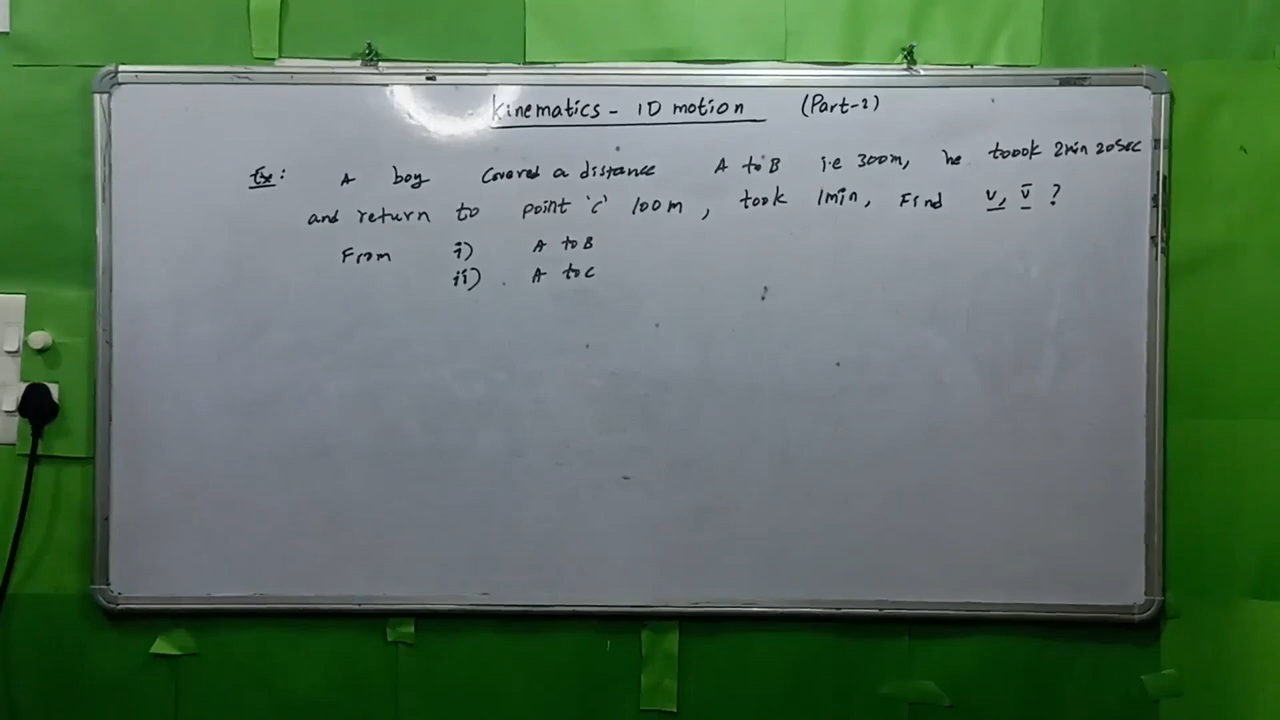 Kinematics - 1D motion (Part-2)
Ex: A boy Covered a distance A to B i.e 300m, he toook 2min 20sec
and return to point 'c' 100m, took 1min, Find v, v̄ ?
From i) A to B
ii) A to C